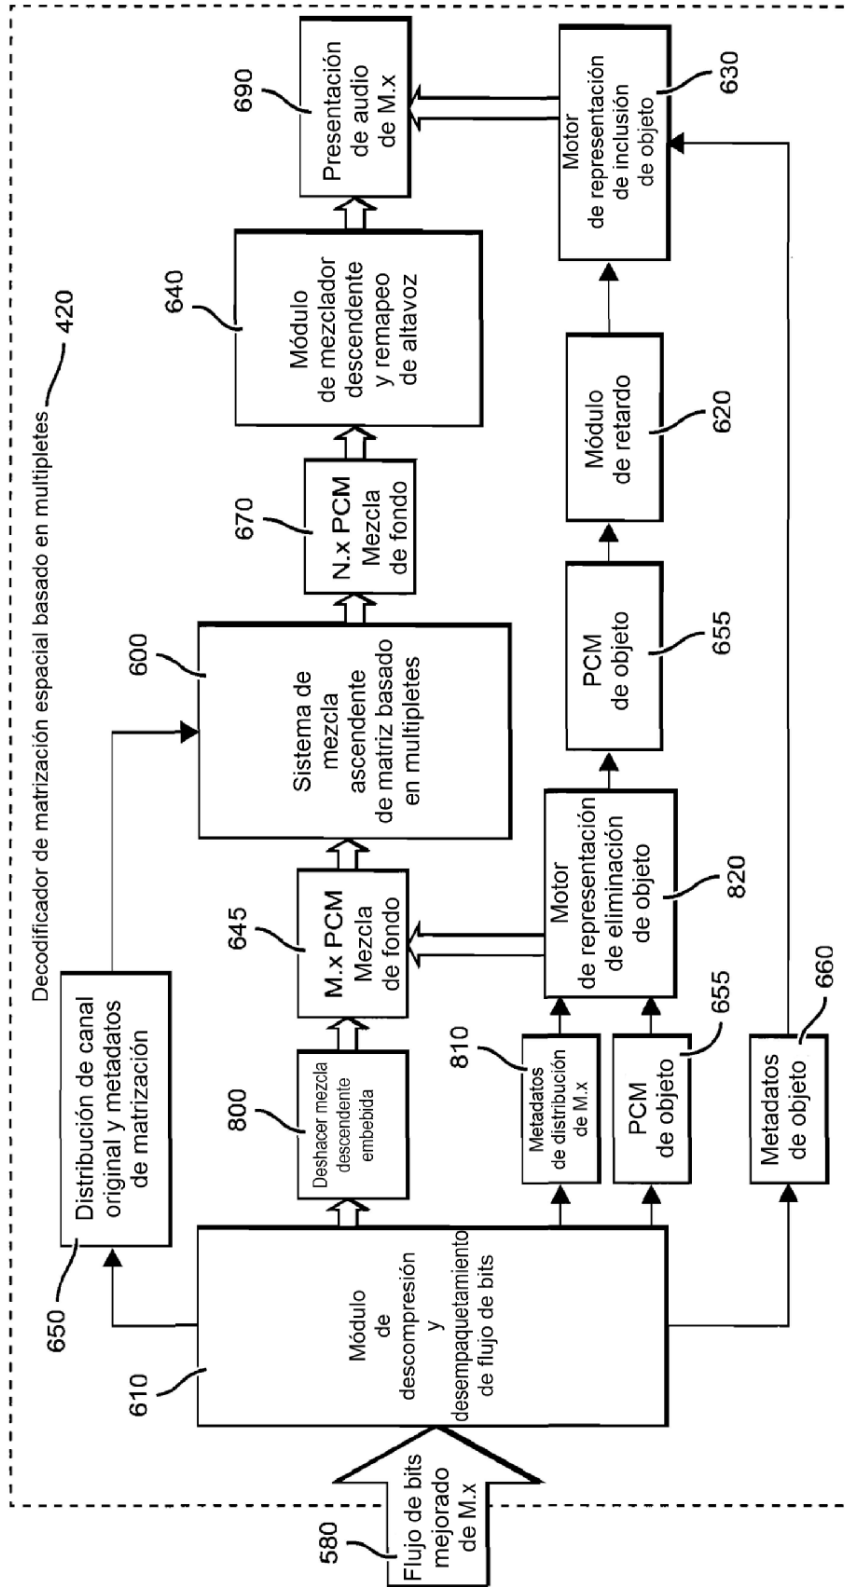 Decodificador de matrización espacial basado en multipletes
420
580
Flujo de bits
mejorado
de M.x
610
Módulo
de
descompresión
y
desempaquetamiento
de flujo de bits
650
Distribución de canal
original y metadatos
de matrización
800
Deshacer mezcla
descendente
embebida
645
M.x PCM
Mezcla
de fondo
600
Sistema de
mezcla
ascendente
de matriz basado
en multipletes
670
N.x PCM
Mezcla
de fondo
640
Módulo
de mezclador
descendente
y remapeo
de altavoz
690
Presentación
de audio
de M.x
810
Metadatos
de distribución
de M.x
PCM
de objeto
655
Motor
de representación
de eliminación
de objeto
820
PCM
de objeto
655
Módulo
de retardo
620
Motor
de representación
de inclusión
de objeto
630
Metadatos
de objeto
660